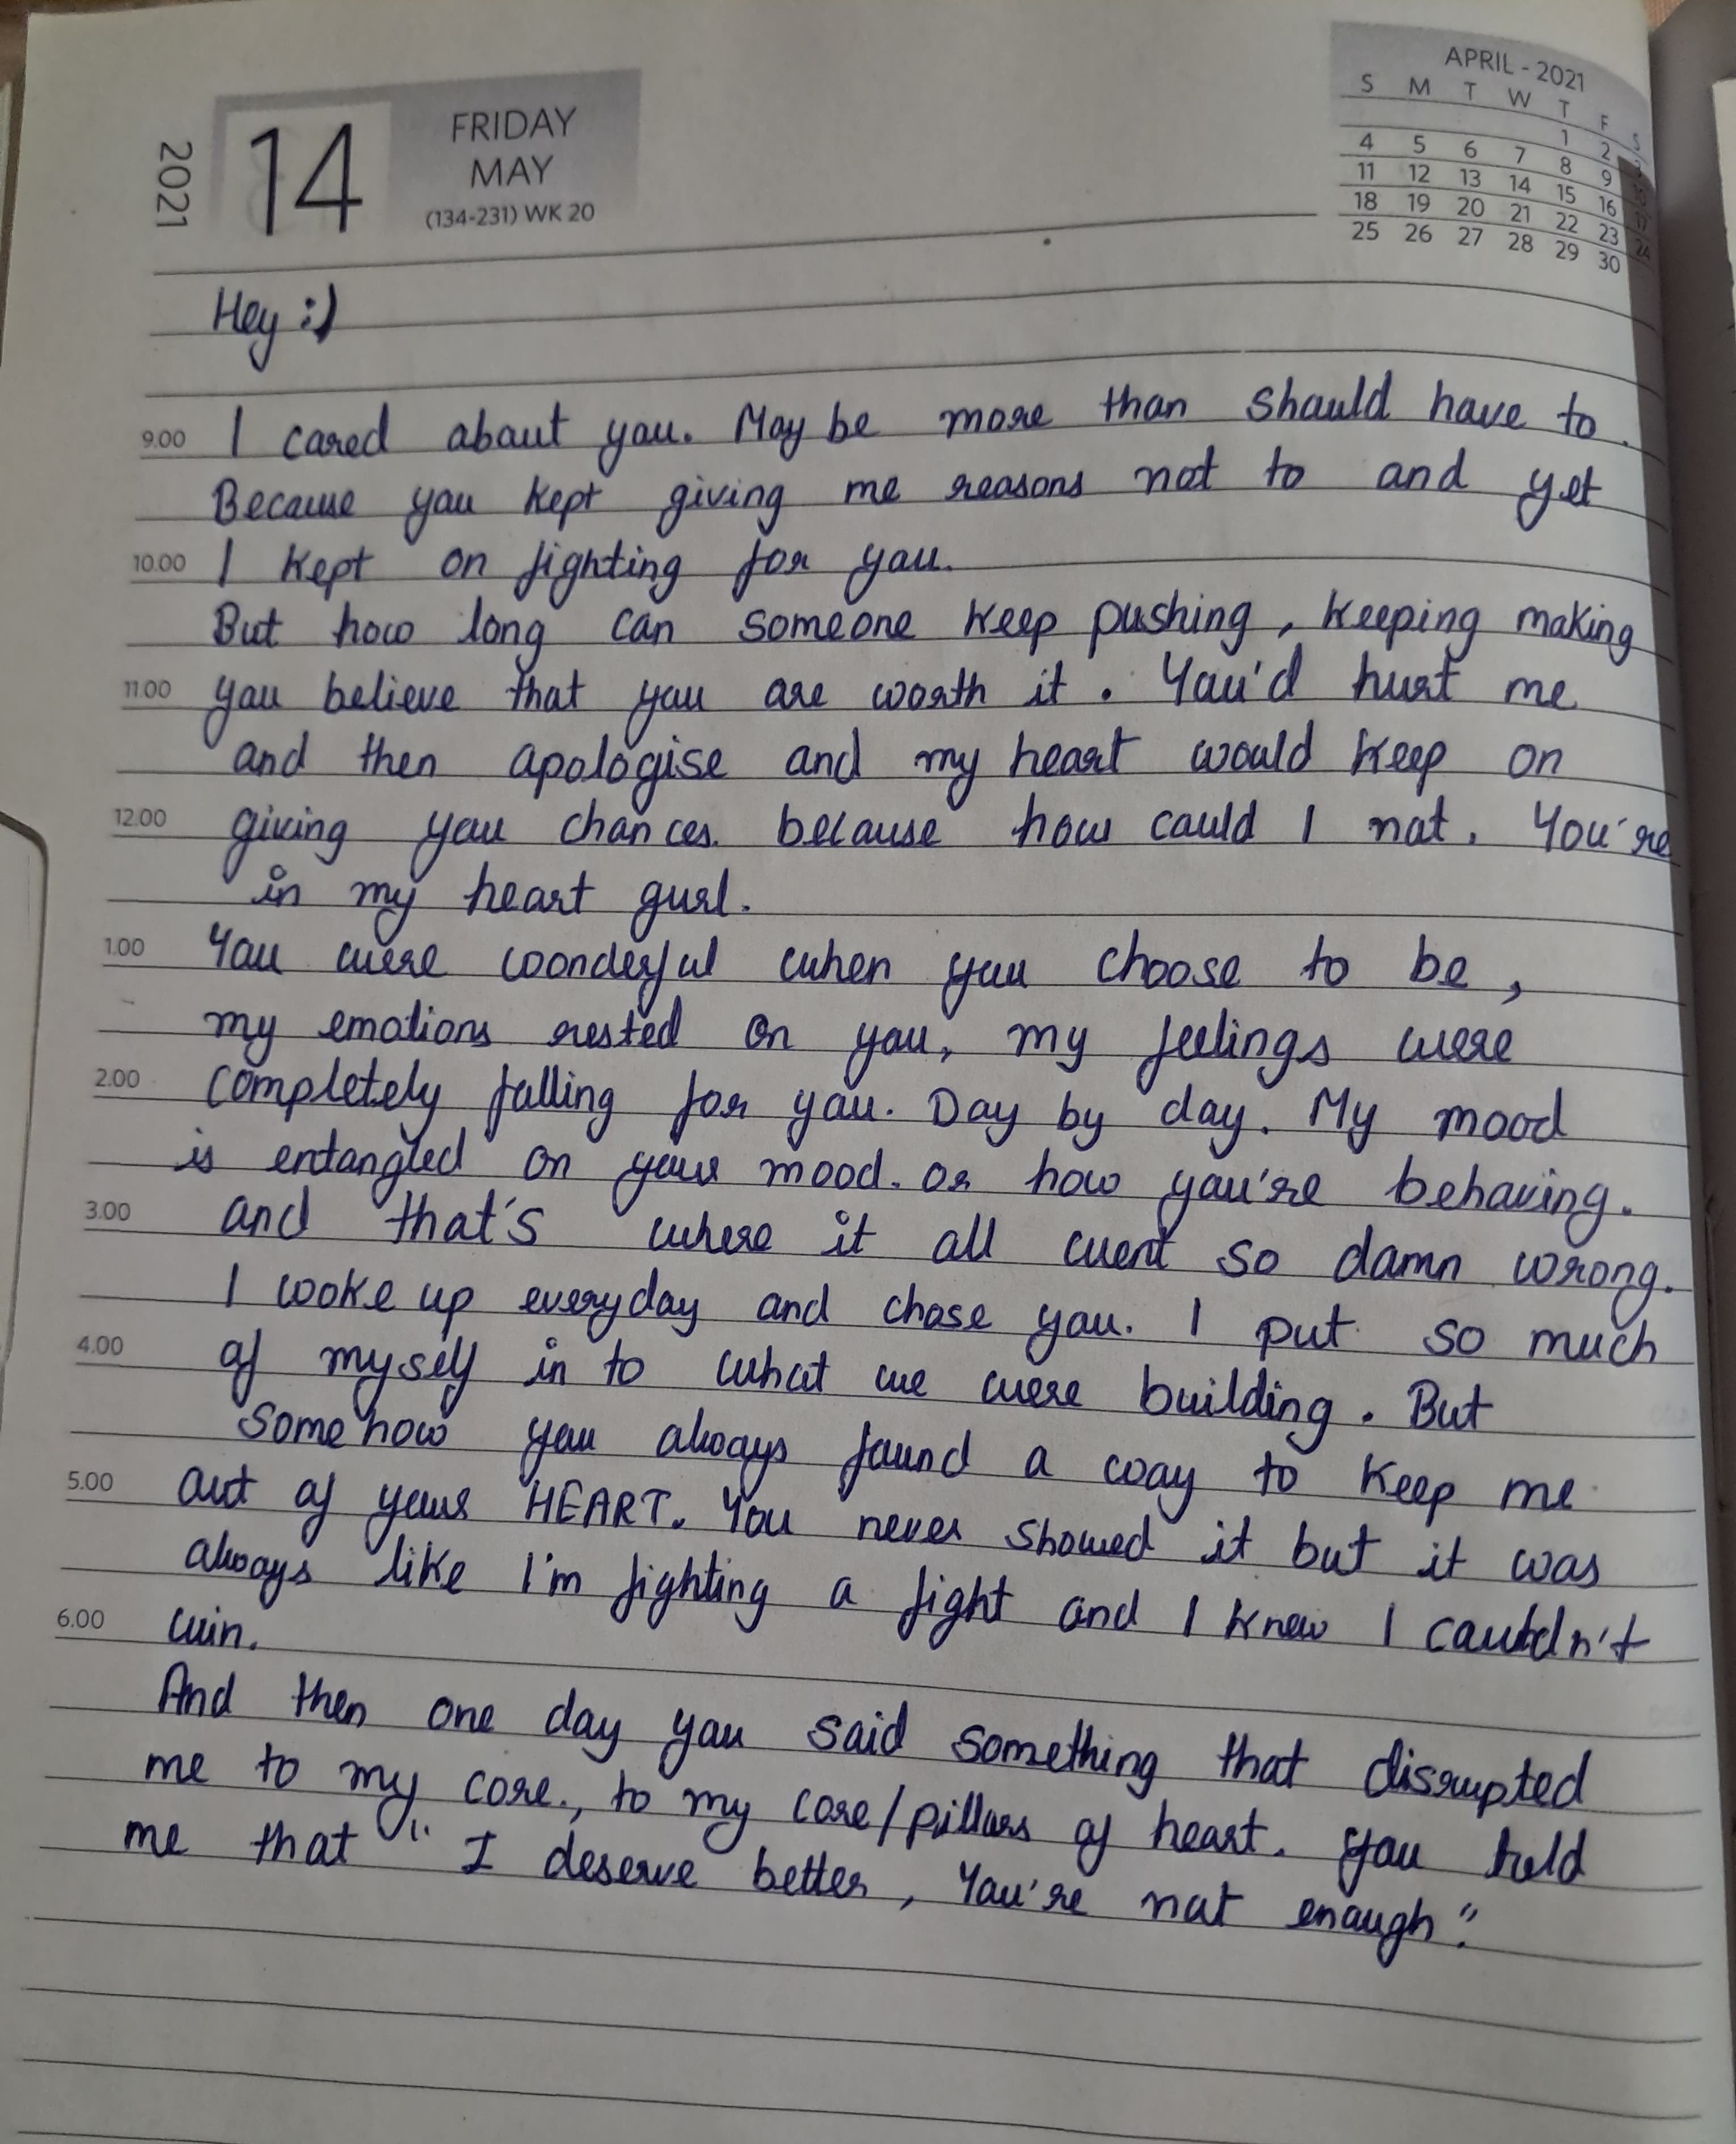 2021
14
FRIDAY
MAY
(134-231) WK 20
APRIL - 2021
S M T W T F S
1 2 3
4 5 6 7 8 9 10
11 12 13 14 15 16 17
18 19 20 21 22 23 24
25 26 27 28 29 30
Hey :)
9.00 I cared about you. May be more than should have to.
Because you kept giving me reasons not to and yet
10.00 I kept on fighting for you.
But how long can someone keep pushing, keeping making
11.00 you believe that you are worth it. You'd hurt me
and then apologise and my heart would keep on
12.00 giving you chances. because how could I not. You're
in my heart gurl.
1.00 You were wonderful when you choose to be,
my emotions rested on you, my feelings were
2.00 completely falling for you. Day by day. My mood
is entangled on your mood. or how you're behaving.
3.00 and that's where it all went so damn wrong.
I woke up everyday and chose you. I put so much
4.00 of myself in to what we were building. But
somehow you always found a way to keep me
5.00 out of your HEART. You never showed it but it was
always like I'm fighting a fight and I knew I couldn't
6.00 win.
And then one day you said something that disrupted
me to my core., to my core/pillars of heart. You told
me that " I deserve better, You're not enough".